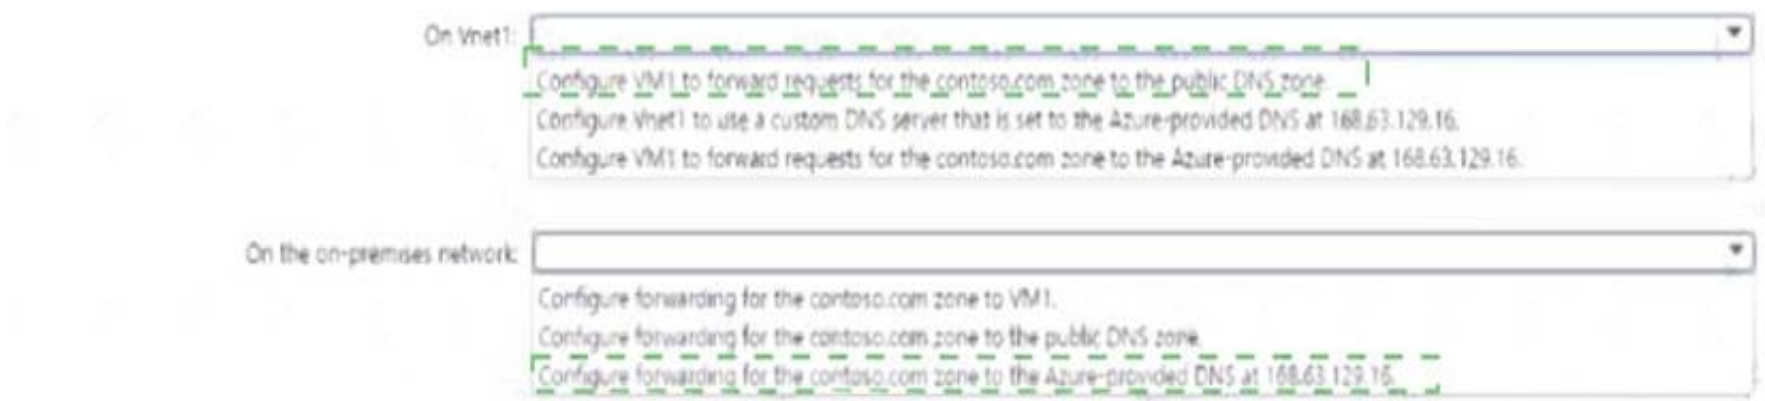 On Vnet1:
Configure VM1 to forward requests for the contoso.com zone to the public DNS zone
Configure Vnet1 to use a custom DNS server that is set to the Azure-provided DNS at 168.63.129.16.
Configure VM1 to forward requests for the contoso.com zone to the Azure-provided DNS at 168.63.129.16.
On the on-premises network:
Configure forwarding for the contoso.com zone to VM1.
Configure forwarding for the contoso.com zone to the public DNS zone.
Configure forwarding for the contoso.com zone to the Azure-provided DNS at 168.63.129.16.